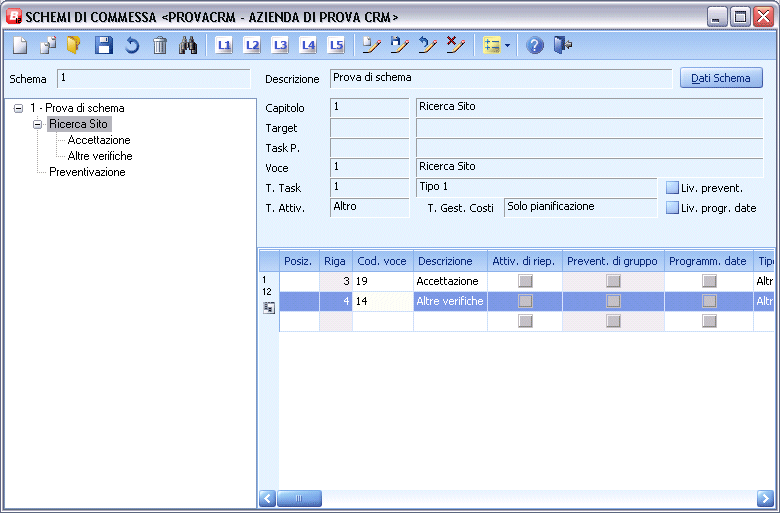 SCHEMI DI COMMESSA <PROVACRM - AZIENDA DI PROVA CRM>
L1 L2 L3 L4 L5
Schema 1 Descrizione Prova di schema Dati Schema
1 - Prova di schema
Ricerca Sito
Accettazione
Altre verifiche
Preventivazione
Capitolo 1 Ricerca Sito
Target
Task P.
Voce 1 Ricerca Sito
T. Task 1 Tipo 1 Liv. prevent.
T. Attiv. Altro T. Gest. Costi Solo pianificazione Liv. progr. date
Posiz. Riga Cod. voce Descrizione Attiv. di riep. Prevent. di gruppo Programm. date Tipo
1 3 19 Accettazione Altr
12 4 14 Altre verifiche Altr